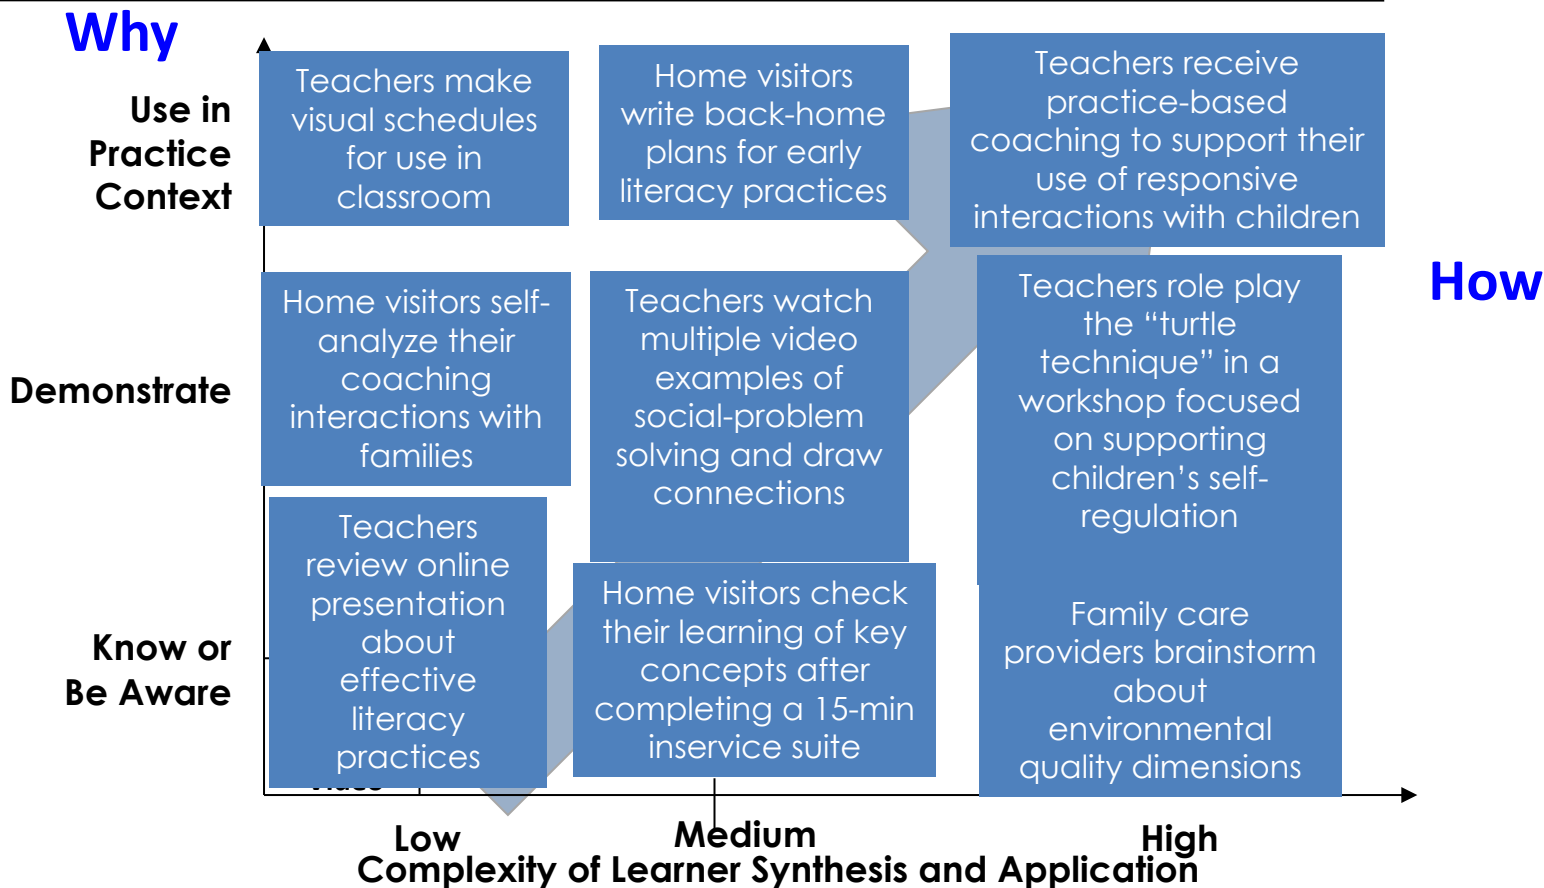 Why
Use in
Practice
Context
Teachers make
visual schedules
for use in
classroom
Home visitors
write back-home
plans for early
literacy practices
Teachers receive
practice-based
coaching to support their
use of responsive
interactions with children
How
Demonstrate
Home visitors self-
analyze their
coaching
interactions with
families
Teachers watch
multiple video
examples of
social-problem
solving and draw
connections
Teachers role play
the “turtle
technique” in a
workshop focused
on supporting
children’s self-
regulation
Know or
Be Aware
Teachers
review online
presentation
about
effective
literacy
practices
Home visitors check
their learning of key
concepts after
completing a 15-min
inservice suite
Family care
providers brainstorm
about
environmental
quality dimensions
Low
Medium
High
Complexity of Learner Synthesis and Application